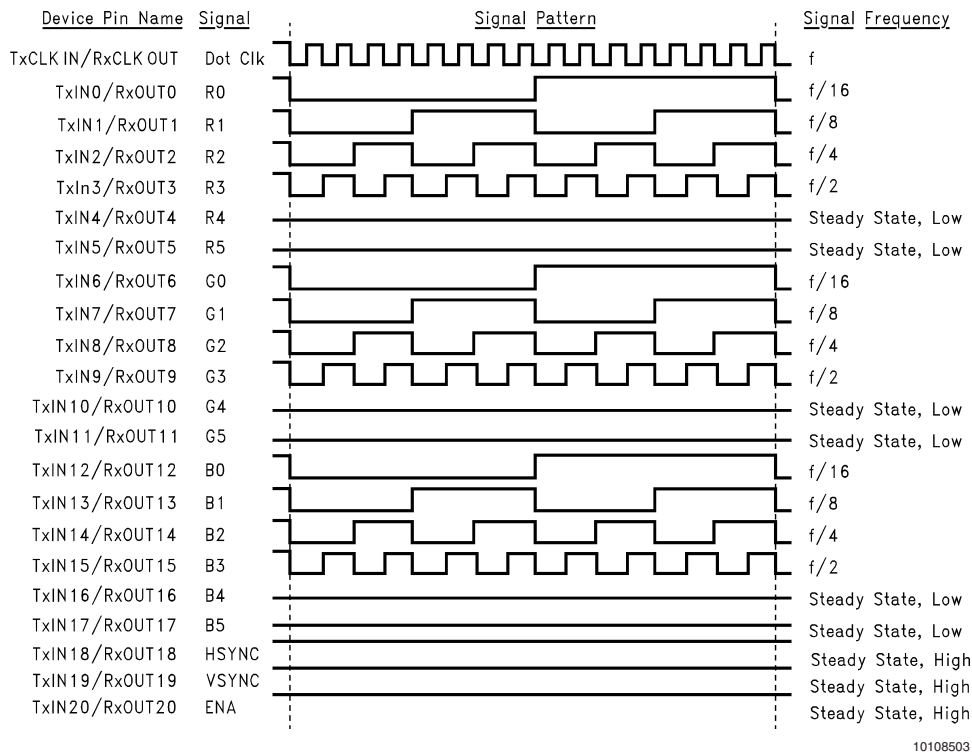 Device Pin Name Signal Signal Pattern Signal Frequency
TxCLK IN/RxCLK OUT Dot Clk f
TxIN0/RxOUT0 R0 f/16
TxIN1/RxOUT1 R1 f/8
TxIN2/RxOUT2 R2 f/4
TxIn3/RxOUT3 R3 f/2
TxIN4/RxOUT4 R4 Steady State, Low
TxIN5/RxOUT5 R5 Steady State, Low
TxIN6/RxOUT6 G0 f/16
TxIN7/RxOUT7 G1 f/8
TxIN8/RxOUT8 G2 f/4
TxIN9/RxOUT9 G3 f/2
TxIN10/RxOUT10 G4 Steady State, Low
TxIN11/RxOUT11 G5 Steady State, Low
TxIN12/RxOUT12 B0 f/16
TxIN13/RxOUT13 B1 f/8
TxIN14/RxOUT14 B2 f/4
TxIN15/RxOUT15 B3 f/2
TxIN16/RxOUT16 B4 Steady State, Low
TxIN17/RxOUT17 B5 Steady State, Low
TxIN18/RxOUT18 HSYNC Steady State, High
TxIN19/RxOUT19 VSYNC Steady State, High
TxIN20/RxOUT20 ENA Steady State, High
10108503